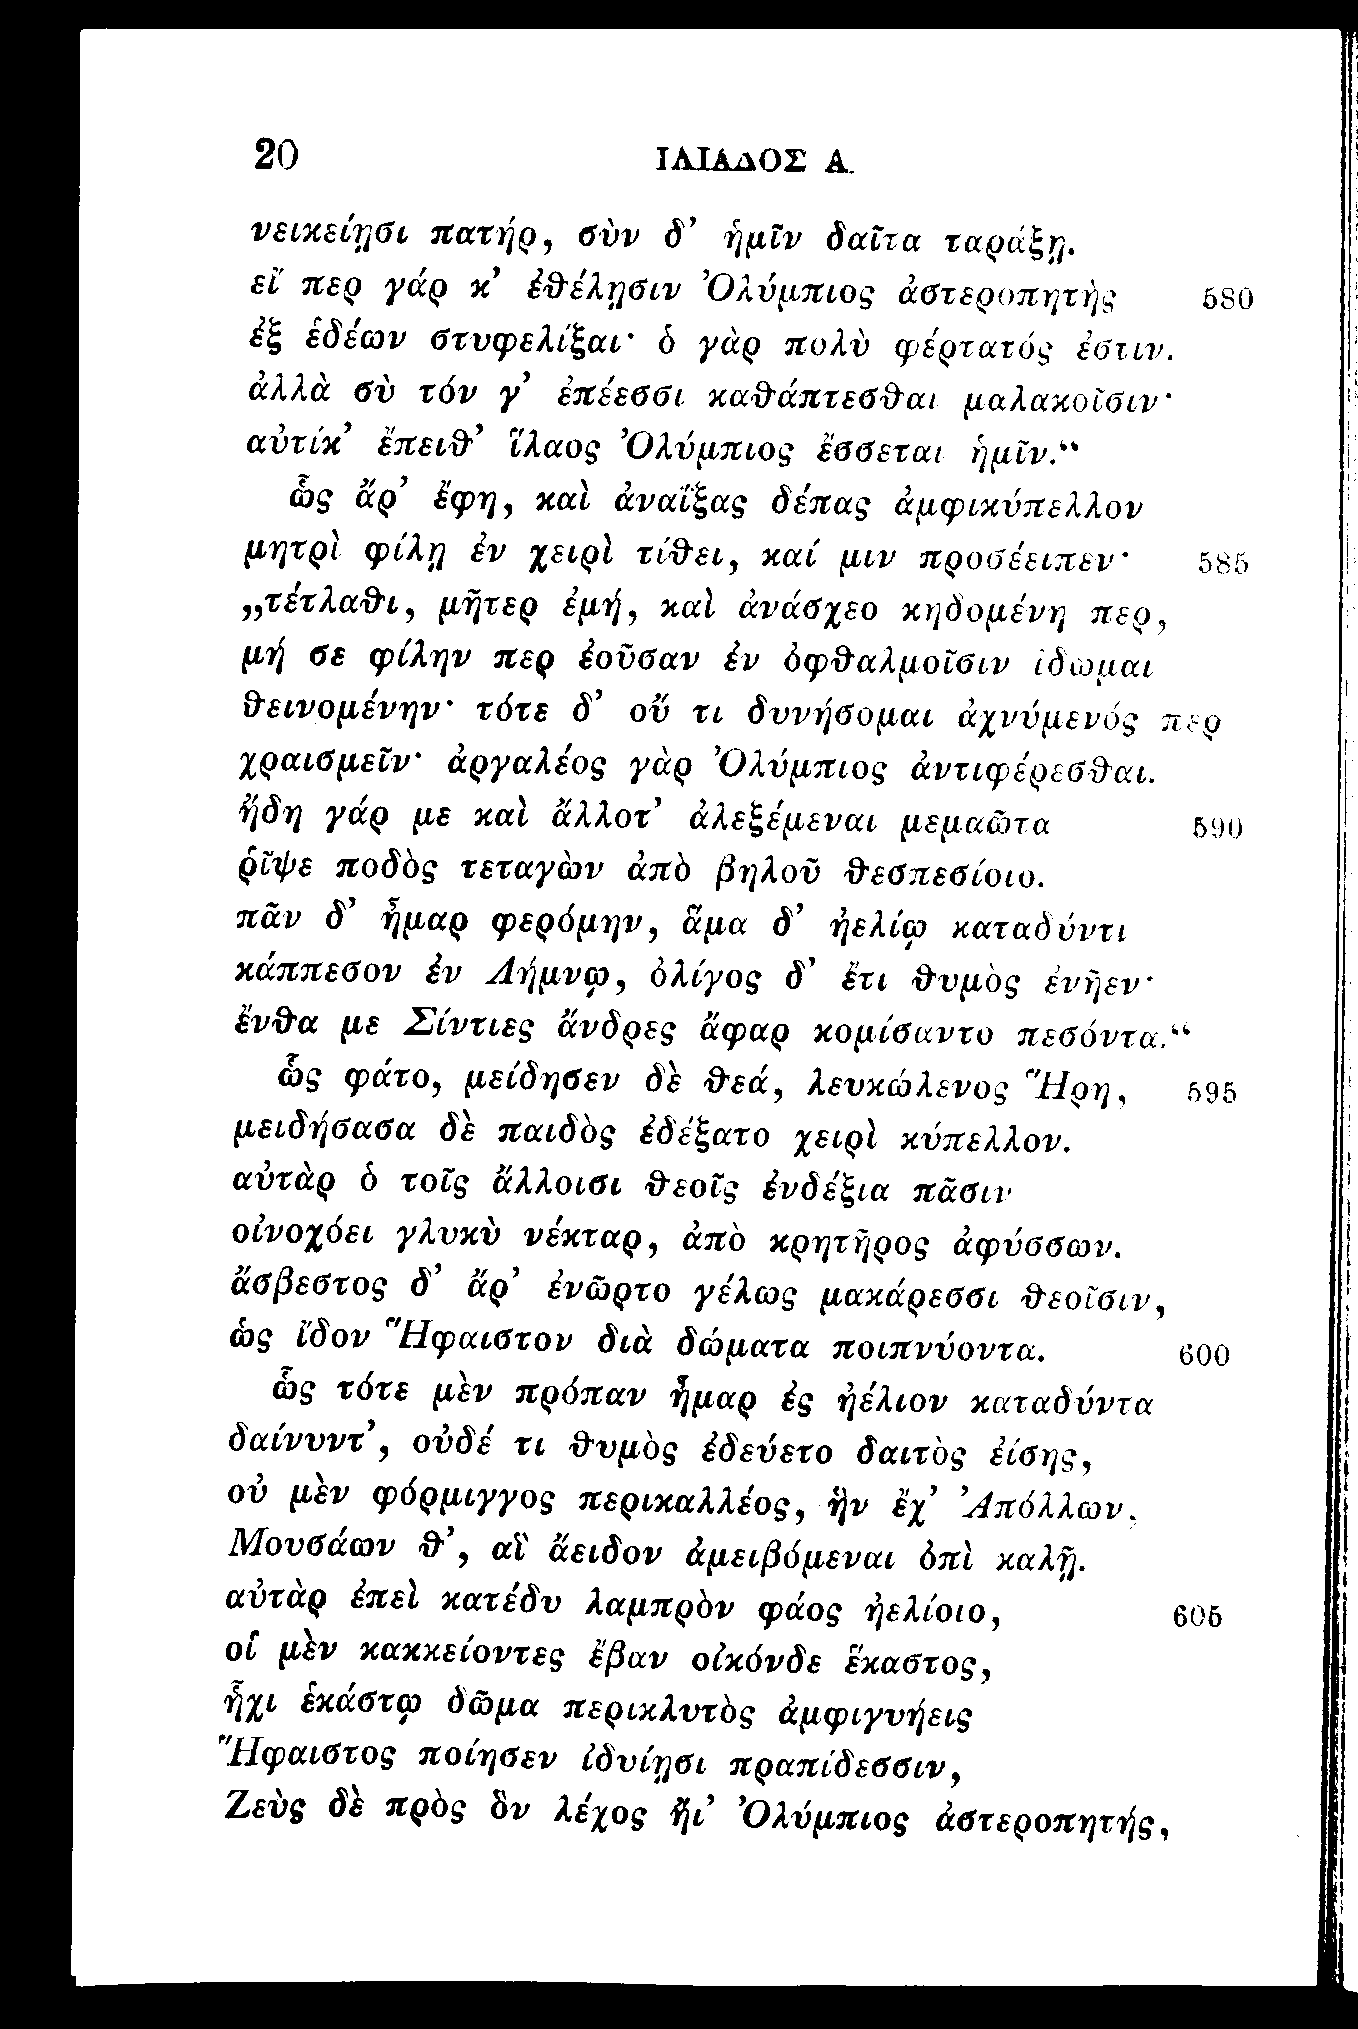 20 ΙΛΙΑΔΟΣ Α.
νεικείῃσι πατήρ, σὺν δ’ ἡμῖν δαῖτα ταράξῃ.
εἴ περ γάρ κ’ ἐθέλῃσιν Ὀλύμπιος ἀστεροπητὴς 580
ἐξ ἑδέων στυφελίξαι· ὁ γὰρ πολὺ φέρτατός ἐστιν.
ἀλλὰ σὺ τόν γ’ ἐπέεσσι καθάπτεσθαι μαλακοῖσιν·
αὐτίκ’ ἔπειθ’ ἵλαος Ὀλύμπιος ἔσσεται ἡμῖν.“
ὣς ἄρ’ ἔφη, καὶ ἀναΐξας δέπας ἀμφικύπελλον
μητρὶ φίλῃ ἐν χειρὶ τίθει, καί μιν προσέειπεν· 585
„τέτλαθι, μῆτερ ἐμή, καὶ ἀνάσχεο κηδομένη περ,
μή σε φίλην περ ἐοῦσαν ἐν ὀφθαλμοῖσιν ἴδωμαι
θεινομένην· τότε δ’ οὔ τι δυνήσομαι ἀχνύμενός περ
χραισμεῖν· ἀργαλέος γὰρ Ὀλύμπιος ἀντιφέρεσθαι.
ἤδη γάρ με καὶ ἄλλοτ’ ἀλεξέμεναι μεμαῶτα 590
ῥῖψε ποδὸς τεταγὼν ἀπὸ βηλοῦ θεσπεσίοιο.
πᾶν δ’ ἦμαρ φερόμην, ἅμα δ’ ἠελίῳ καταδύντι
κάππεσον ἐν Λήμνῳ, ὀλίγος δ’ ἔτι θυμὸς ἐνῆεν·
ἔνθα με Σίντιες ἄνδρες ἄφαρ κομίσαντο πεσόντα.“
ὣς φάτο, μείδησεν δὲ θεά, λευκώλενος Ἥρη, 595
μειδήσασα δὲ παιδὸς ἐδέξατο χειρὶ κύπελλον.
αὐτὰρ ὁ τοῖς ἄλλοισι θεοῖς ἐνδέξια πᾶσιν
οἰνοχόει γλυκὺ νέκταρ, ἀπὸ κρητῆρος ἀφύσσων.
ἄσβεστος δ’ ἄρ’ ἐνῶρτο γέλως μακάρεσσι θεοῖσιν,
ὡς ἴδον Ἥφαιστον διὰ δώματα ποιπνύοντα. 600
ὣς τότε μὲν πρόπαν ἦμαρ ἐς ἠέλιον καταδύντα
δαίνυντ’, οὐδέ τι θυμὸς ἐδεύετο δαιτὸς ἐίσης,
οὐ μὲν φόρμιγγος περικαλλέος, ἣν ἔχ’ Ἀπόλλων,
Μουσάων θ’, αἳ ἄειδον ἀμειβόμεναι ὀπὶ καλῇ.
αὐτὰρ ἐπεὶ κατέδυ λαμπρὸν φάος ἠελίοιο, 605
οἳ μὲν κακκείοντες ἔβαν οἰκόνδε ἕκαστος,
ἧχι ἑκάστῳ δῶμα περικλυτὸς ἀμφιγυήεις
Ἥφαιστος ποίησεν ἰδυίῃσι πραπίδεσσιν,
Ζεὺς δὲ πρὸς ὃν λέχος ἤι’ Ὀλύμπιος ἀστεροπητής,